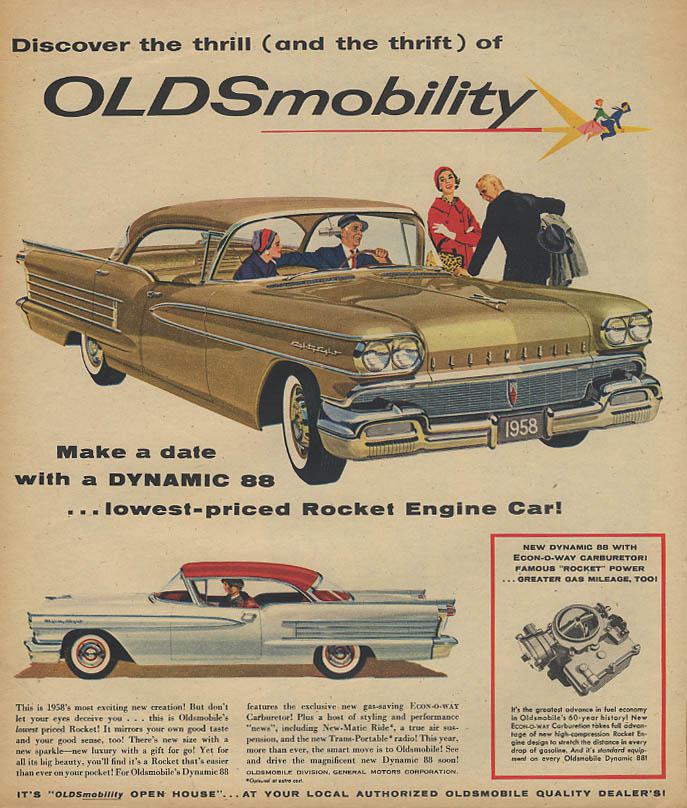 Discover the thrill (and the thrift) of
OLDSmobility
OLDSMOBILE
1958
Make a date
with a DYNAMIC 88
...lowest-priced Rocket Engine Car!
NEW DYNAMIC 88 WITH
ECON-O-WAY CARBURETOR!
FAMOUS "ROCKET" POWER
...GREATER GAS MILEAGE, TOO!
It's the greatest advance in fuel economy
in Oldsmobile's 60-year history! New
ECON-O-WAY Carburetion takes full advan-
tage of new high-compression Rocket En-
gine design to stretch the distance in every
drop of gasoline. And it's standard equip-
ment on every Oldsmobile Dynamic 88!
This is 1958's most exciting new creation! But don't
let your eyes deceive you . . . this is Oldsmobile's
lowest priced Rocket! It mirrors your own good taste
and your good sense, too! There's new size with a
new sparkle—new luxury with a gift for go! Yet for
all its big beauty, you'll find it's a Rocket that's easier
than ever on your pocket! For Oldsmobile's Dynamic 88
features the exclusive new gas-saving ECON-O-WAY
Carburetor! Plus a host of styling and performance
"news", including New-Matic Ride*, a true air sus-
pension, and the new Trans-Portable* radio! This year,
more than ever, the smart move is to Oldsmobile! See
and drive the magnificent new Dynamic 88 soon!
OLDSMOBILE DIVISION, GENERAL MOTORS CORPORATION.
*Optional at extra cost.
IT'S "OLDSmobility OPEN HOUSE"... AT YOUR LOCAL AUTHORIZED OLDSMOBILE QUALITY DEALER'S!